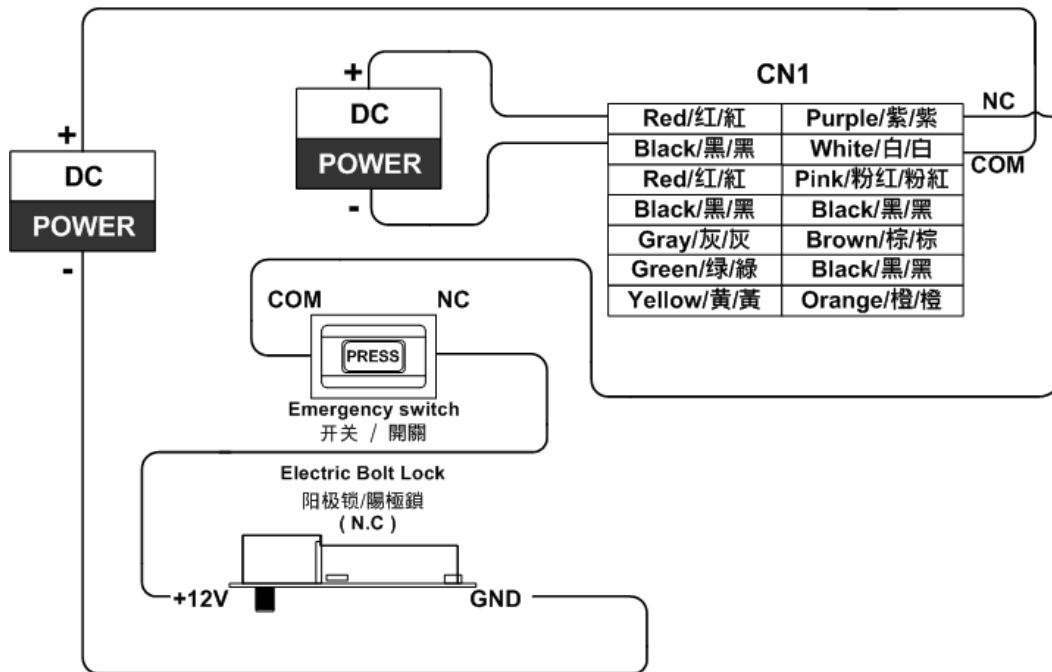 +
DC
POWER
-
+
DC
POWER
-
CN1
Red/红/紅 Purple/紫/紫
Black/黑/黑 White/白/白
Red/红/紅 Pink/粉红/粉紅
Black/黑/黑 Black/黑/黑
Gray/灰/灰 Brown/棕/棕
Green/绿/綠 Black/黑/黑
Yellow/黄/黃 Orange/橙/橙
NC
COM
COM NC
PRESS
Emergency switch
开关 / 開關
Electric Bolt Lock
阳极锁/陽極鎖
( N.C )
+12V GND